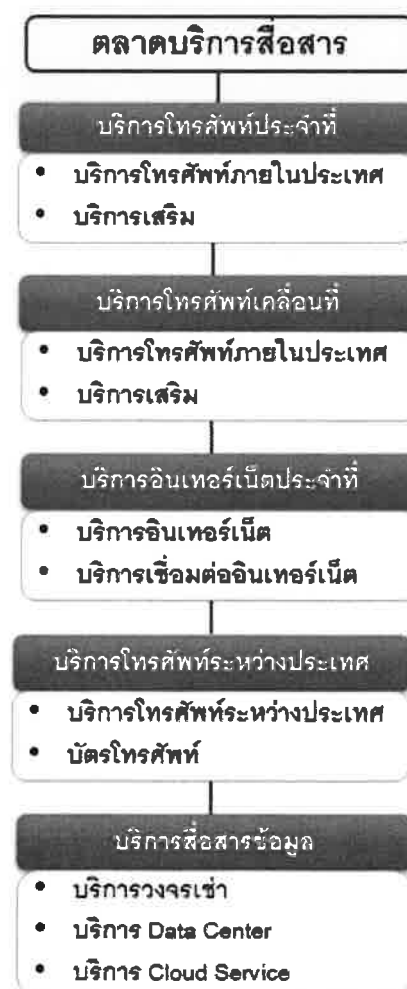 ตลาดบริการสื่อสาร
บริการโทรศัพท์ประจำที่
• บริการโทรศัพท์ภายในประเทศ
• บริการเสริม
บริการโทรศัพท์เคลื่อนที่
• บริการโทรศัพท์ภายในประเทศ
• บริการเสริม
บริการอินเทอร์เน็ตประจำที่
• บริการอินเทอร์เน็ต
• บริการเชื่อมต่ออินเทอร์เน็ต
บริการโทรศัพท์ระหว่างประเทศ
• บริการโทรศัพท์ระหว่างประเทศ
• บัตรโทรศัพท์
บริการสื่อสารข้อมูล
• บริการวงจรเช่า
• บริการ Data Center
• บริการ Cloud Service